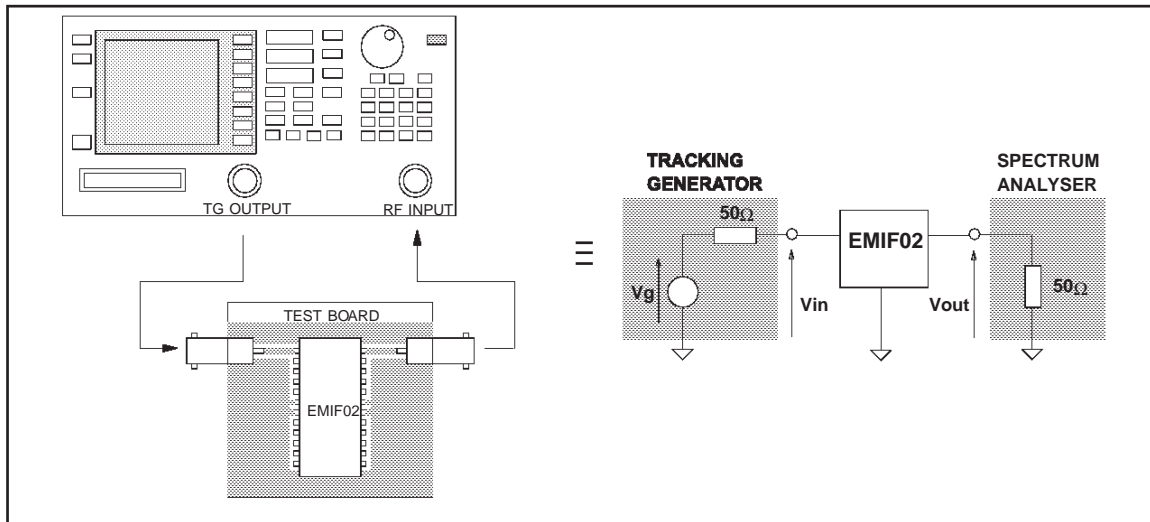 TG OUTPUT
RF INPUT
TEST BOARD
EMIF02
TRACKING
GENERATOR
50Ω
Vg
Vin
EMIF02
Vout
SPECTRUM
ANALYSER
50Ω